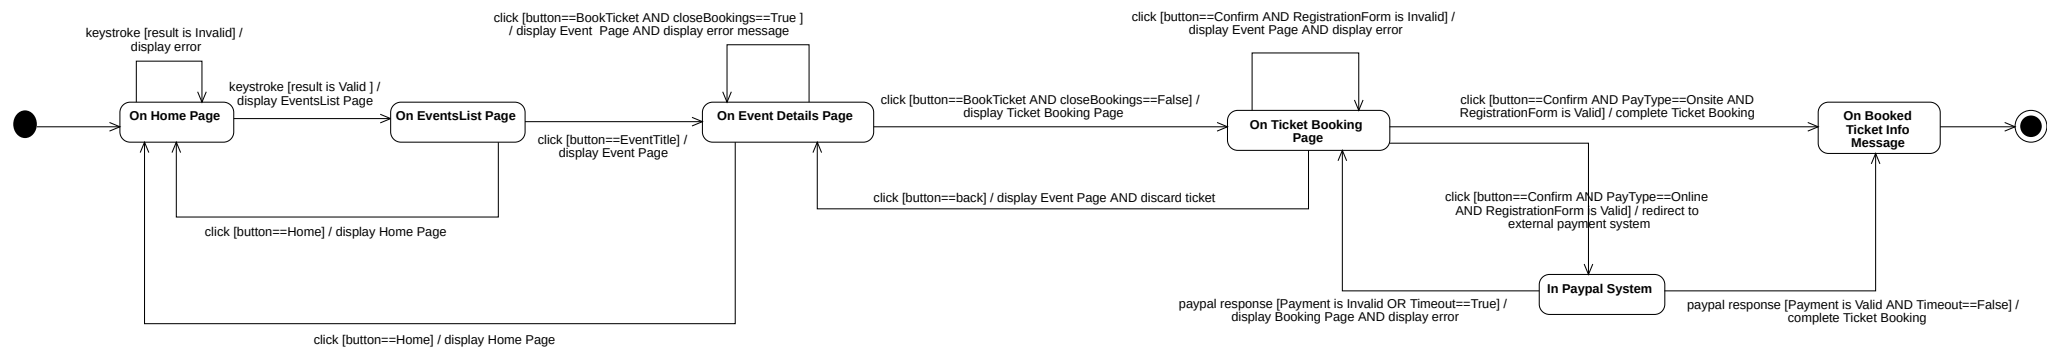 keystroke [result is Invalid] /
display error
click [button==BookTicket AND closeBookings==True ]
/ display Event  Page AND display error message
click [button==Confirm AND RegistrationForm is Invalid] /
display Event Page AND display error
keystroke [result is Valid ] /
display EventsList Page
On Home Page
On EventsList Page
click [button==EventTitle] /
display Event Page
On Event Details Page
click [button==BookTicket AND closeBookings==False] /
display Ticket Booking Page
On Ticket Booking
Page
click [button==Confirm AND PayType==Onsite AND
RegistrationForm is Valid] / complete Ticket Booking
On Booked
Ticket Info
Message
click [button==back] / display Event Page AND discard ticket
click [button==Confirm AND PayType==Online
AND RegistrationForm is Valid] / redirect to
external payment system
click [button==Home] / display Home Page
In Paypal System
paypal response [Payment is Invalid OR Timeout==True] /
display Booking Page AND display error
paypal response [Payment is Valid AND Timeout==False] /
complete Ticket Booking
click [button==Home] / display Home Page